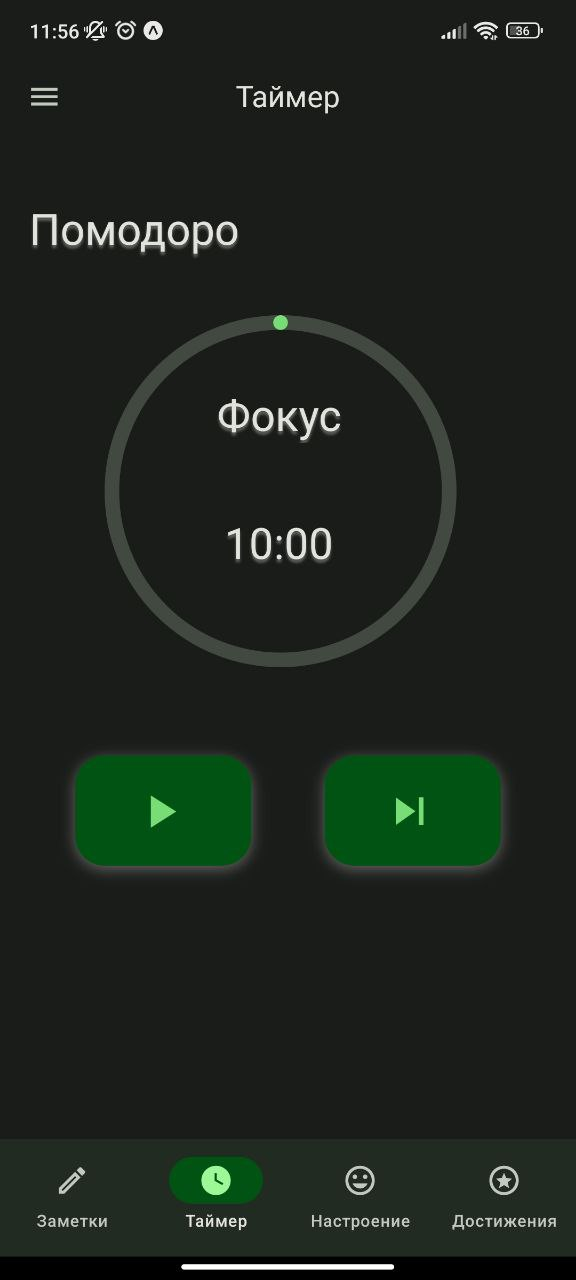 11:56
36
Таймер
Помодоро
Фокус
10:00
Заметки Таймер Настроение Достижения